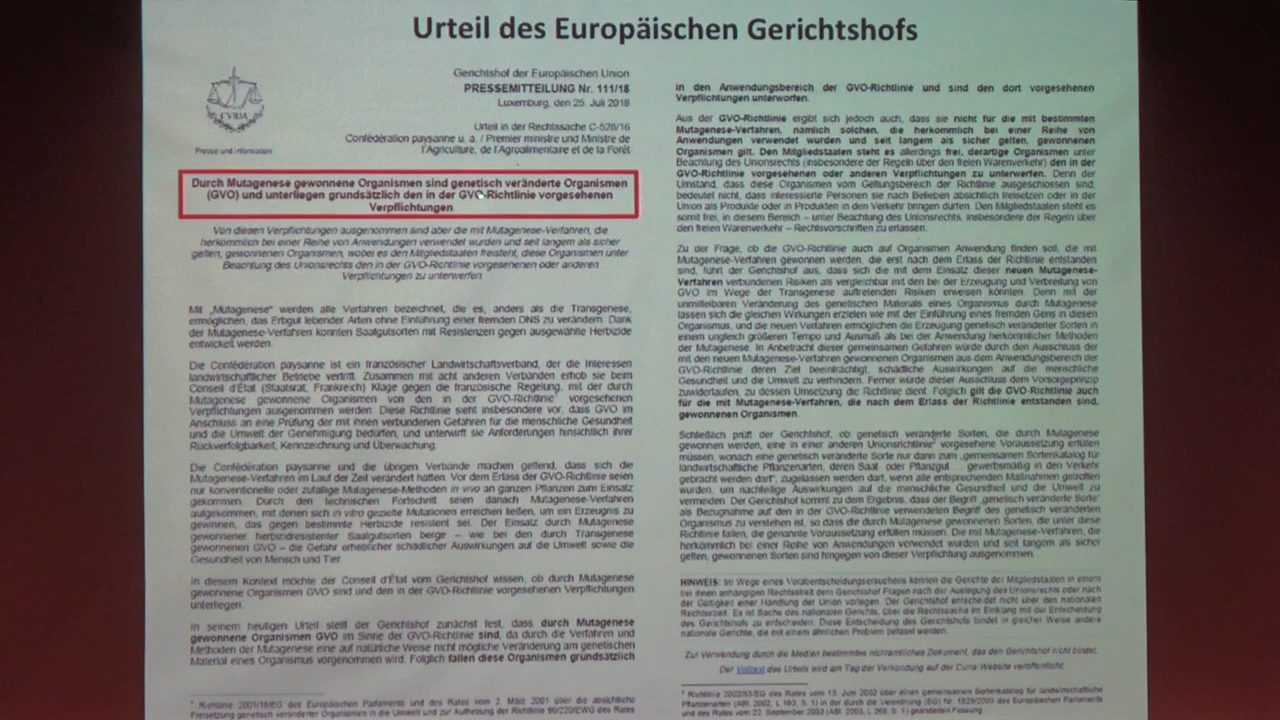 Urteil des Europäischen Gerichtshofs
CVRIA
Presse und Information
Gerichtshof der Europäischen Union
PRESSEMITTEILUNG Nr. 111/18
Luxemburg, den 25. Juli 2018
Urteil in der Rechtssache C-528/16
Confédération paysanne u. a. / Premier ministre und Ministre de
l'Agriculture, de l'Agroalimentaire et de la Forêt
Durch Mutagenese gewonnene Organismen sind genetisch veränderte Organismen
(GVO) und unterliegen grundsätzlich den in der GVO-Richtlinie vorgesehenen
Verpflichtungen
Von diesen Verpflichtungen ausgenommen sind aber die mit Mutagenese-Verfahren, die
herkömmlich bei einer Reihe von Anwendungen verwendet wurden und seit langem als sicher
gelten, gewonnenen Organismen, wobei es den Mitgliedstaaten freisteht, diese Organismen unter
Beachtung des Unionsrechts den in der GVO-Richtlinie vorgesehenen oder anderen
Verpflichtungen zu unterwerfen
Mit „Mutagenese“ werden alle Verfahren bezeichnet, die es, anders als die Transgenese,
ermöglichen, das Erbgut lebender Arten ohne Einführung einer fremden DNS zu verändern. Dank
der Mutagenese-Verfahren konnten Saatgutsorten mit Resistenzen gegen ausgewählte Herbizide
entwickelt werden.
Die Confédération paysanne ist ein französischer Landwirtschaftsverband, der die Interessen
landwirtschaftlicher Betriebe vertritt. Zusammen mit acht anderen Verbänden erhob sie beim
Conseil d'État (Staatsrat, Frankreich) Klage gegen die französische Regelung, mit der durch
Mutagenese gewonnene Organismen von den in der GVO-Richtlinie¹ vorgesehenen
Verpflichtungen ausgenommen werden. Diese Richtlinie sieht insbesondere vor, dass GVO im
Anschluss an eine Prüfung der mit ihnen verbundenen Gefahren für die menschliche Gesundheit
und die Umwelt der Genehmigung bedürfen, und unterwirft sie Anforderungen hinsichtlich ihrer
Rückverfolgbarkeit, Kennzeichnung und Überwachung.
Die Confédération paysanne und die übrigen Verbände machen geltend, dass sich die
Mutagenese-Verfahren im Lauf der Zeit verändert hätten. Vor dem Erlass der GVO-Richtlinie seien
nur konventionelle oder zufällige Mutagenese-Methoden in vivo an ganzen Pflanzen zum Einsatz
gekommen. Durch den technischen Fortschritt seien danach Mutagenese-Verfahren
aufgekommen, mit denen sich in vitro gezielte Mutationen erreichen ließen, um ein Erzeugnis zu
gewinnen, das gegen bestimmte Herbizide resistent sei. Der Einsatz durch Mutagenese
gewonnener herbizidresistenter Saatgutsorten berge – wie bei den durch Transgenese
gewonnenen GVO – die Gefahr erheblicher schädlicher Auswirkungen auf die Umwelt sowie die
Gesundheit von Mensch und Tier.
In diesem Kontext möchte der Conseil d'État vom Gerichtshof wissen, ob durch Mutagenese
gewonnene Organismen GVO sind und den in der GVO-Richtlinie vorgesehenen Verpflichtungen
unterliegen.
In seinem heutigen Urteil stellt der Gerichtshof zunächst fest, dass durch Mutagenese
gewonnene Organismen GVO im Sinne der GVO-Richtlinie sind, da durch die Verfahren und
Methoden der Mutagenese eine auf natürliche Weise nicht mögliche Veränderung am genetischen
Material eines Organismus vorgenommen wird. Folglich fallen diese Organismen grundsätzlich
¹ Richtlinie 2001/18/EG des Europäischen Parlaments und des Rates vom 2. März 2001 über die absichtliche
Freisetzung genetisch veränderter Organismen in die Umwelt und zur Aufhebung der Richtlinie 90/220/EWG des Rates
in den Anwendungsbereich der GVO-Richtlinie und sind den dort vorgesehenen
Verpflichtungen unterworfen.
Aus der GVO-Richtlinie ergibt sich jedoch auch, dass sie nicht für die mit bestimmten
Mutagenese-Verfahren, nämlich solchen, die herkömmlich bei einer Reihe von
Anwendungen verwendet wurden und seit langem als sicher gelten, gewonnenen
Organismen gilt. Den Mitgliedstaaten steht es allerdings frei, derartige Organismen unter
Beachtung des Unionsrechts (insbesondere der Regeln über den freien Warenverkehr) den in der
GVO-Richtlinie vorgesehenen oder anderen Verpflichtungen zu unterwerfen. Denn der
Umstand, dass diese Organismen vom Geltungsbereich der Richtlinie ausgeschlossen sind,
bedeutet nicht, dass interessierte Personen sie nach Belieben absichtlich freisetzen oder in der
Union als Produkte oder in Produkten in den Verkehr bringen dürfen. Den Mitgliedstaaten steht es
somit frei, in diesem Bereich – unter Beachtung des Unionsrechts, insbesondere der Regeln über
den freien Warenverkehr – Rechtsvorschriften zu erlassen.
Zu der Frage, ob die GVO-Richtlinie auch auf Organismen Anwendung finden soll, die mit
Mutagenese-Verfahren gewonnen werden, die erst nach dem Erlass der Richtlinie entstanden
sind, führt der Gerichtshof aus, dass sich die mit dem Einsatz dieser neuen Mutagenese-
Verfahren verbundenen Risiken als vergleichbar mit den bei der Erzeugung und Verbreitung von
GVO im Wege der Transgenese auftretenden Risiken erweisen könnten. Denn mit der
unmittelbaren Veränderung des genetischen Materials eines Organismus durch Mutagenese
lassen sich die gleichen Wirkungen erzielen wie mit der Einführung eines fremden Gens in diesen
Organismus, und die neuen Verfahren ermöglichen die Erzeugung genetisch veränderter Sorten in
einem ungleich größeren Tempo und Ausmaß als bei der Anwendung herkömmlicher Methoden
der Mutagenese. In Anbetracht dieser gemeinsamen Gefahren würde durch den Ausschluss der
mit den neuen Mutagenese-Verfahren gewonnenen Organismen aus dem Anwendungsbereich der
GVO-Richtlinie deren Ziel beeinträchtigt, schädliche Auswirkungen auf die menschliche
Gesundheit und die Umwelt zu verhindern. Ferner würde dieser Ausschluss dem Vorsorgeprinzip
zuwiderlaufen, zu dessen Umsetzung die Richtlinie dient. Folglich gilt die GVO-Richtlinie auch
für die mit Mutagenese-Verfahren, die nach dem Erlass der Richtlinie entstanden sind,
gewonnenen Organismen.
Schließlich prüft der Gerichtshof, ob genetisch veränderte Sorten, die durch Mutagenese
gewonnen werden, eine in einer anderen Unionsrichtlinie² vorgesehene Voraussetzung erfüllen
müssen, wonach eine genetisch veränderte Sorte nur dann zum „gemeinsamen Sortenkatalog für
landwirtschaftliche Pflanzenarten, deren Saat- oder Pflanzgut gewerbsmäßig in den Verkehr
gebracht werden darf“, zugelassen werden darf, wenn alle entsprechenden Maßnahmen getroffen
wurden, um nachteilige Auswirkungen auf die menschliche Gesundheit und die Umwelt zu
vermeiden. Der Gerichtshof kommt zu dem Ergebnis, dass der Begriff „genetisch veränderte Sorte“
als Bezugnahme auf den in der GVO-Richtlinie verwendeten Begriff des genetisch veränderten
Organismus zu verstehen ist, so dass die durch Mutagenese gewonnenen Sorten, die unter diese
Richtlinie fallen, die genannte Voraussetzung erfüllen müssen. Die mit Mutagenese-Verfahren, die
herkömmlich bei einer Reihe von Anwendungen verwendet wurden und seit langem als sicher
gelten, gewonnenen Sorten sind hingegen von dieser Verpflichtung ausgenommen.
HINWEIS: Im Wege eines Vorabentscheidungsersuchens können die Gerichte der Mitgliedstaaten in einem
bei ihnen anhängigen Rechtsstreit dem Gerichtshof Fragen nach der Auslegung des Unionsrechts oder nach
der Gültigkeit einer Handlung der Union vorlegen. Der Gerichtshof entscheidet nicht über den nationalen
Rechtsstreit. Es ist Sache des nationalen Gerichts, über die Rechtssache im Einklang mit der Entscheidung
des Gerichtshofs zu entscheiden. Diese Entscheidung des Gerichtshofs bindet in gleicher Weise andere
nationale Gerichte, die mit einem ähnlichen Problem befasst werden.
Zur Verwendung durch die Medien bestimmtes nichtamtliches Dokument, das den Gerichtshof nicht bindet.
Der Volltext des Urteils wird am Tag der Verkündung auf der Curia-Website veröffentlicht
² Richtlinie 2002/53/EG des Rates vom 13. Juni 2002 über einen gemeinsamen Sortenkatalog für landwirtschaftliche
Pflanzenarten (ABl. 2002, L 193, S. 1) in der durch die Verordnung (EG) Nr. 1829/2003 des Europäischen Parlaments
und des Rates vom 22. September 2003 (ABl. 2003, L 268, S. 1) geänderten Fassung.